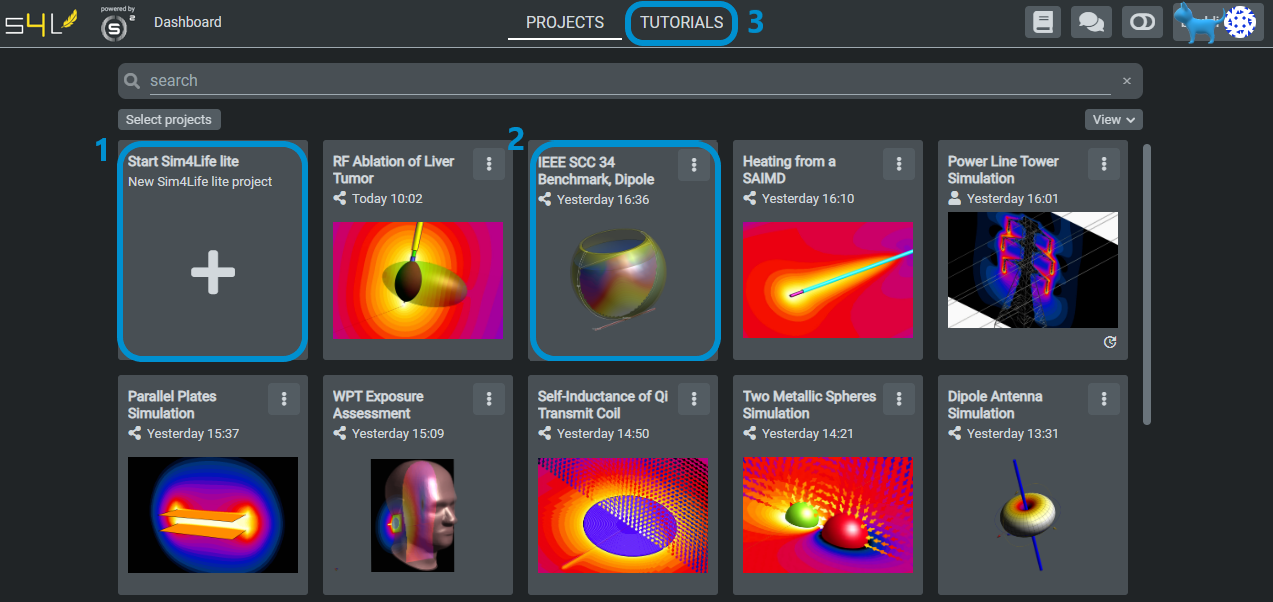 S4L
powered by
S 2
Dashboard
PROJECTS
TUTORIALS
3
search
×
Select projects
View
1
2
Start Sim4Life lite
New Sim4Life lite project
RF Ablation of Liver
Tumor
Today 10:02
IEEE SCC 34
Benchmark, Dipole
Yesterday 16:36
Heating from a
SAIMD
Yesterday 16:10
Power Line Tower
Simulation
Yesterday 16:01
Parallel Plates
Simulation
Yesterday 15:37
WPT Exposure
Assessment
Yesterday 15:09
Self-Inductance of Qi
Transmit Coil
Yesterday 14:50
Two Metallic Spheres
Simulation
Yesterday 14:21
Dipole Antenna
Simulation
Yesterday 13:31